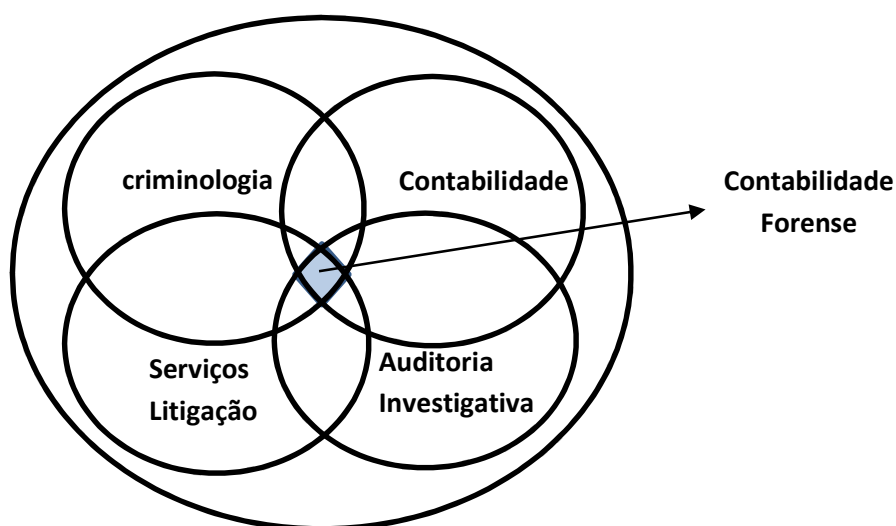 criminologia
Contabilidade
Contabilidade
Forense
Serviços
Litigação
Auditoria
Investigativa